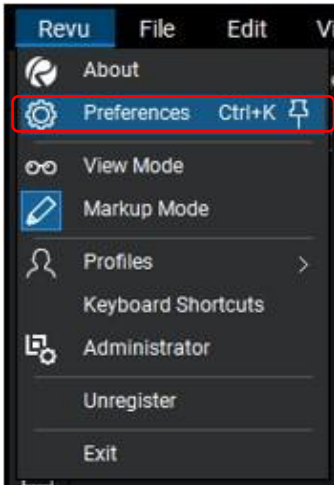 Revu File Edit
About
Preferences Ctrl+K
View Mode
Markup Mode
Profiles
Keyboard Shortcuts
Administrator
Unregister
Exit